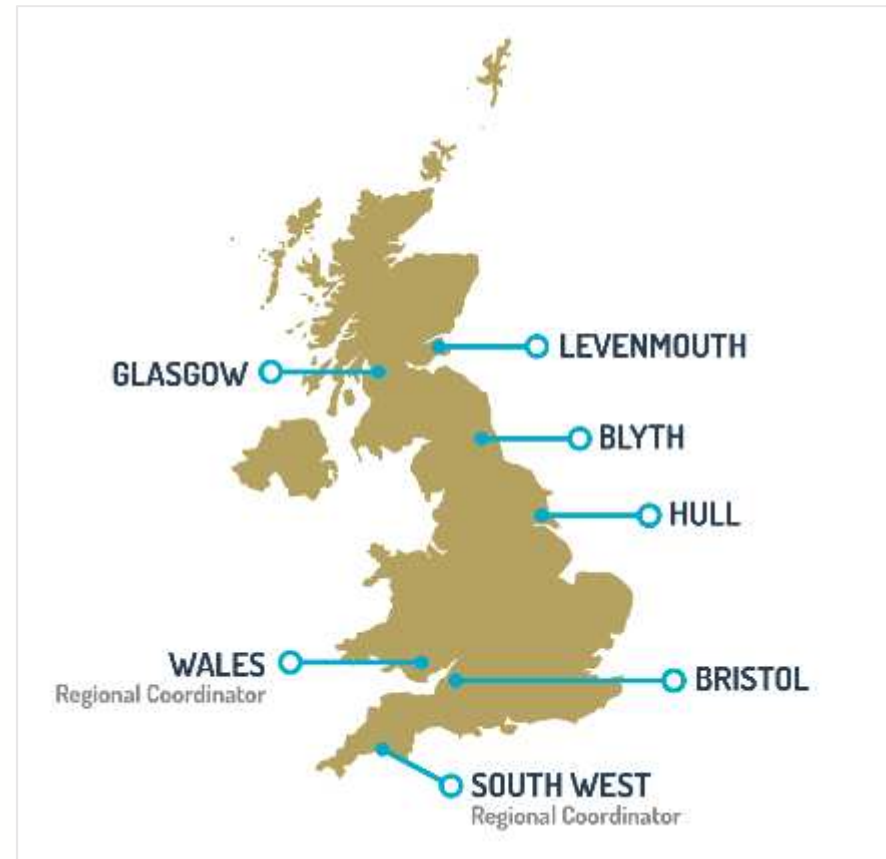 LEVENMOUTH
GLASGOW
BLYTH
HULL
WALES
Regional Coordinator
BRISTOL
SOUTH WEST
Regional Coordinator